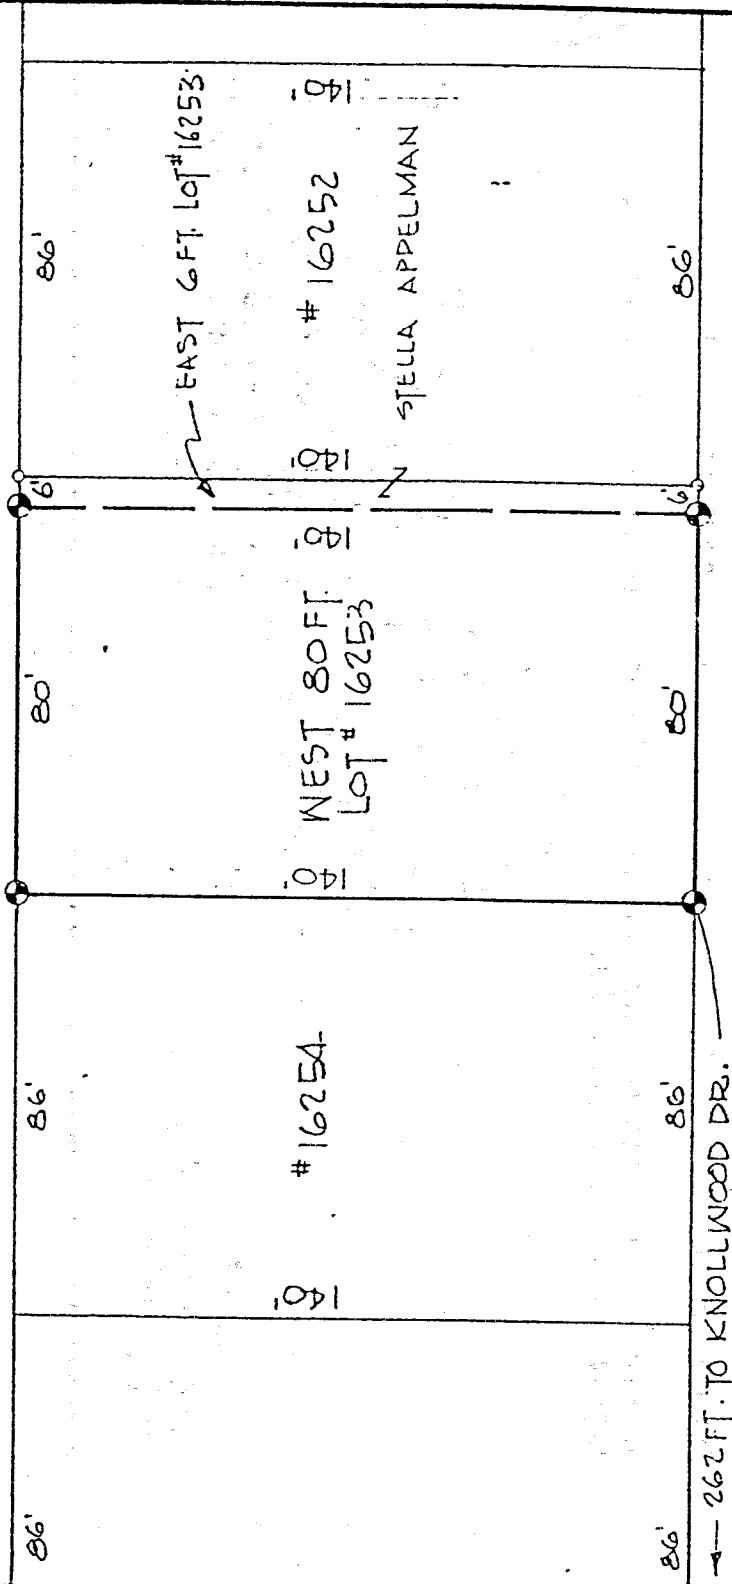 86'
86'
80'
6'
86'
#16254
140'
140'
WEST 80 FT.
LOT # 16253
140'
140'
EAST 6 FT. LOT #16253
#16252
STELLA APPELMAN
140'
Z
86'
86'
80'
6'
86'
262 FT. TO KNOLLWOOD DR.